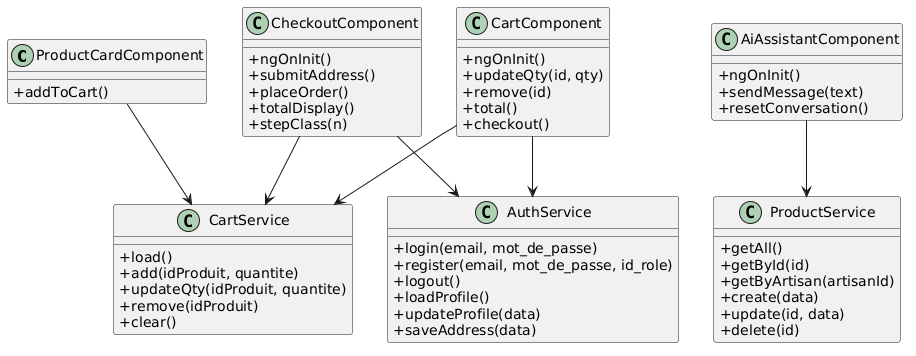 C ProductCardComponent
+addToCart()
C CheckoutComponent
+ngOnInit()
+submitAddress()
+placeOrder()
+totalDisplay()
+stepClass(n)
C CartComponent
+ngOnInit()
+updateQty(id, qty)
+remove(id)
+total()
+checkout()
C AiAssistantComponent
+ngOnInit()
+sendMessage(text)
+resetConversation()
C CartService
+load()
+add(idProduit, quantite)
+updateQty(idProduit, quantite)
+remove(idProduit)
+clear()
C AuthService
+login(email, mot_de_passe)
+register(email, mot_de_passe, id_role)
+logout()
+loadProfile()
+updateProfile(data)
+saveAddress(data)
C ProductService
+getAll()
+getById(id)
+getByArtisan(artisanId)
+create(data)
+update(id, data)
+delete(id)